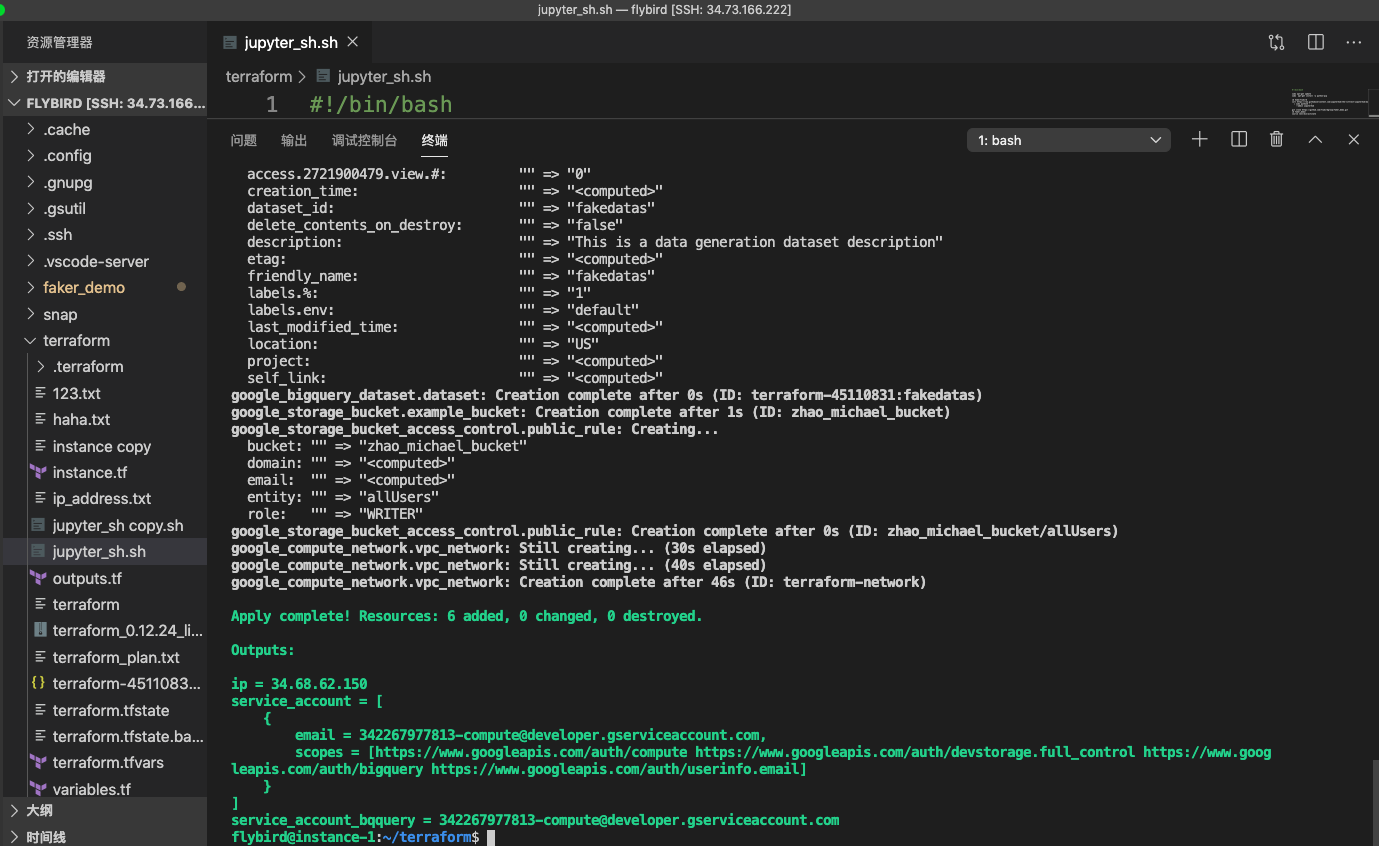 jupyter_sh.sh — flybird [SSH: 34.73.166.222]
资源管理器
打开的编辑器
FLYBIRD [SSH: 34.73.166...
.cache
.config
.gnupg
.gsutil
.ssh
.vscode-server
faker_demo
snap
terraform
.terraform
123.txt
haha.txt
instance copy
instance.tf
ip_address.txt
jupyter_sh copy.sh
jupyter_sh.sh
outputs.tf
terraform
terraform_0.12.24_li...
terraform_plan.txt
terraform-4511083...
terraform.tfstate
terraform.tfstate.ba...
terraform.tfvars
variables.tf
大纲
时间线
jupyter_sh.sh
terraform > jupyter_sh.sh
1 #!/bin/bash
问题 输出 调试控制台 终端
1: bash
access.2721900479.view.#: "" => "0"
creation_time: "" => "<computed>"
dataset_id: "" => "fakedatas"
delete_contents_on_destroy: "" => "false"
description: "" => "This is a data generation dataset description"
etag: "" => "<computed>"
friendly_name: "" => "fakedatas"
labels.%: "" => "1"
labels.env: "" => "default"
last_modified_time: "" => "<computed>"
location: "" => "US"
project: "" => "<computed>"
self_link: "" => "<computed>"
google_bigquery_dataset.dataset: Creation complete after 0s (ID: terraform-45110831:fakedatas)
google_storage_bucket.example_bucket: Creation complete after 1s (ID: zhao_michael_bucket)
google_storage_bucket_access_control.public_rule: Creating...
bucket: "" => "zhao_michael_bucket"
domain: "" => "<computed>"
email: "" => "<computed>"
entity: "" => "allUsers"
role: "" => "WRITER"
google_storage_bucket_access_control.public_rule: Creation complete after 0s (ID: zhao_michael_bucket/allUsers)
google_compute_network.vpc_network: Still creating... (30s elapsed)
google_compute_network.vpc_network: Still creating... (40s elapsed)
google_compute_network.vpc_network: Creation complete after 46s (ID: terraform-network)
Apply complete! Resources: 6 added, 0 changed, 0 destroyed.
Outputs:
ip = 34.68.62.150
service_account = [
{
email = 342267977813-compute@developer.gserviceaccount.com,
scopes = [https://www.googleapis.com/auth/compute https://www.googleapis.com/auth/devstorage.full_control https://www.goog
leapis.com/auth/bigquery https://www.googleapis.com/auth/userinfo.email]
}
]
service_account_bqquery = 342267977813-compute@developer.gserviceaccount.com
flybird@instance-1:~/terraform$